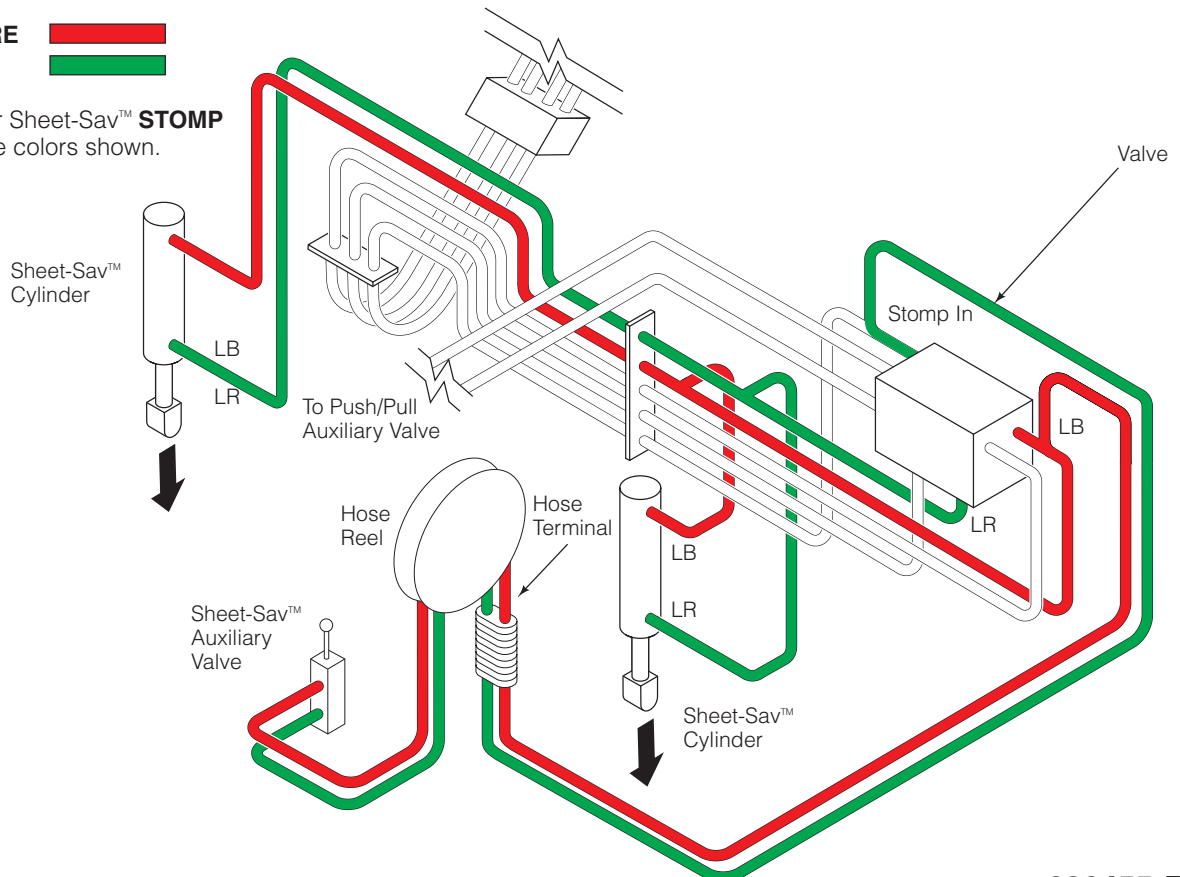 RE
Sheet-Sav™ STOMP
colors shown.
Valve
Sheet-Sav™
Cylinder
Stomp In
LB
LR
To Push/Pull
Auxiliary Valve
LB
LR
Hose
Reel
Hose
Terminal
LB
LR
Sheet-Sav™
Auxiliary
Valve
Sheet-Sav™
Cylinder